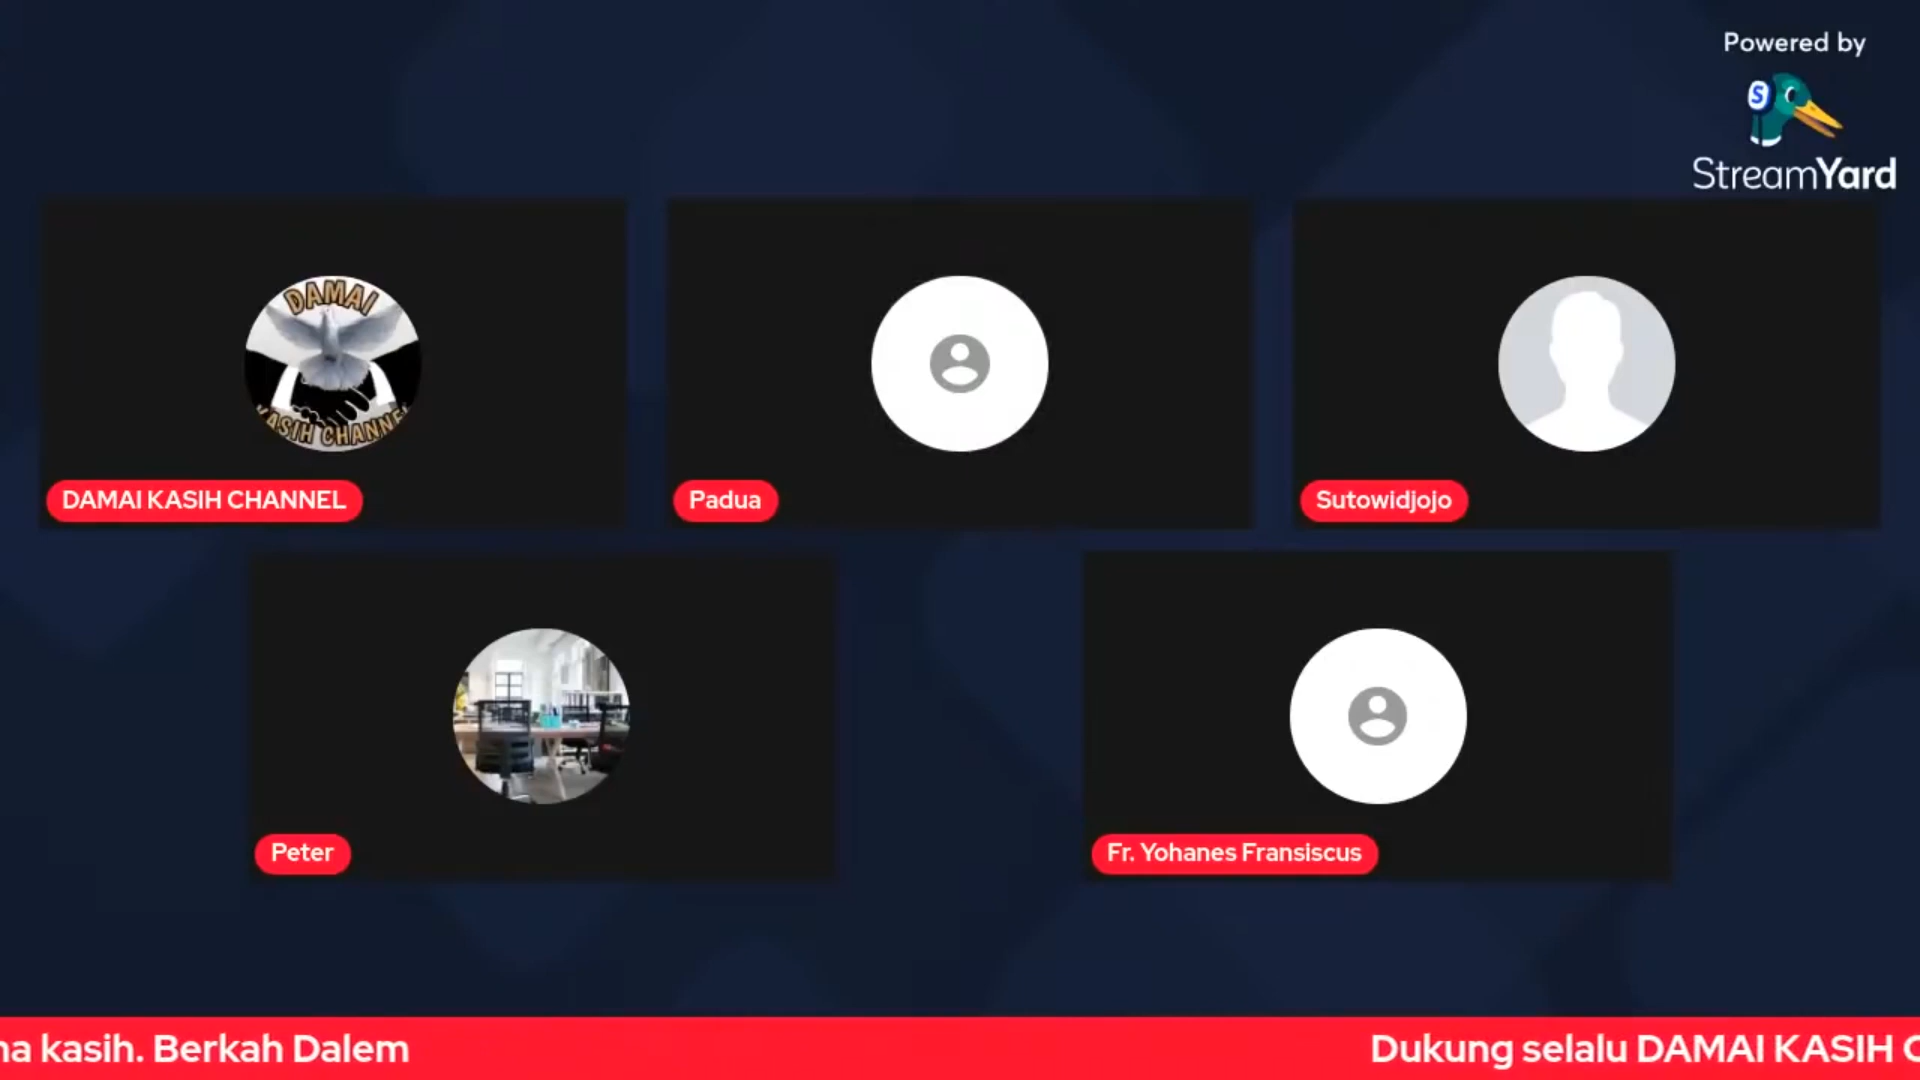 Powered by
S
StreamYard
DAMAI
KASIH CHANNEL
DAMAI KASIH CHANNEL
Padua
Sutowidjojo
Peter
Fr. Yohanes Fransiscus
kasih. Berkah Dalem
Dukung selalu DAMAI KASIH